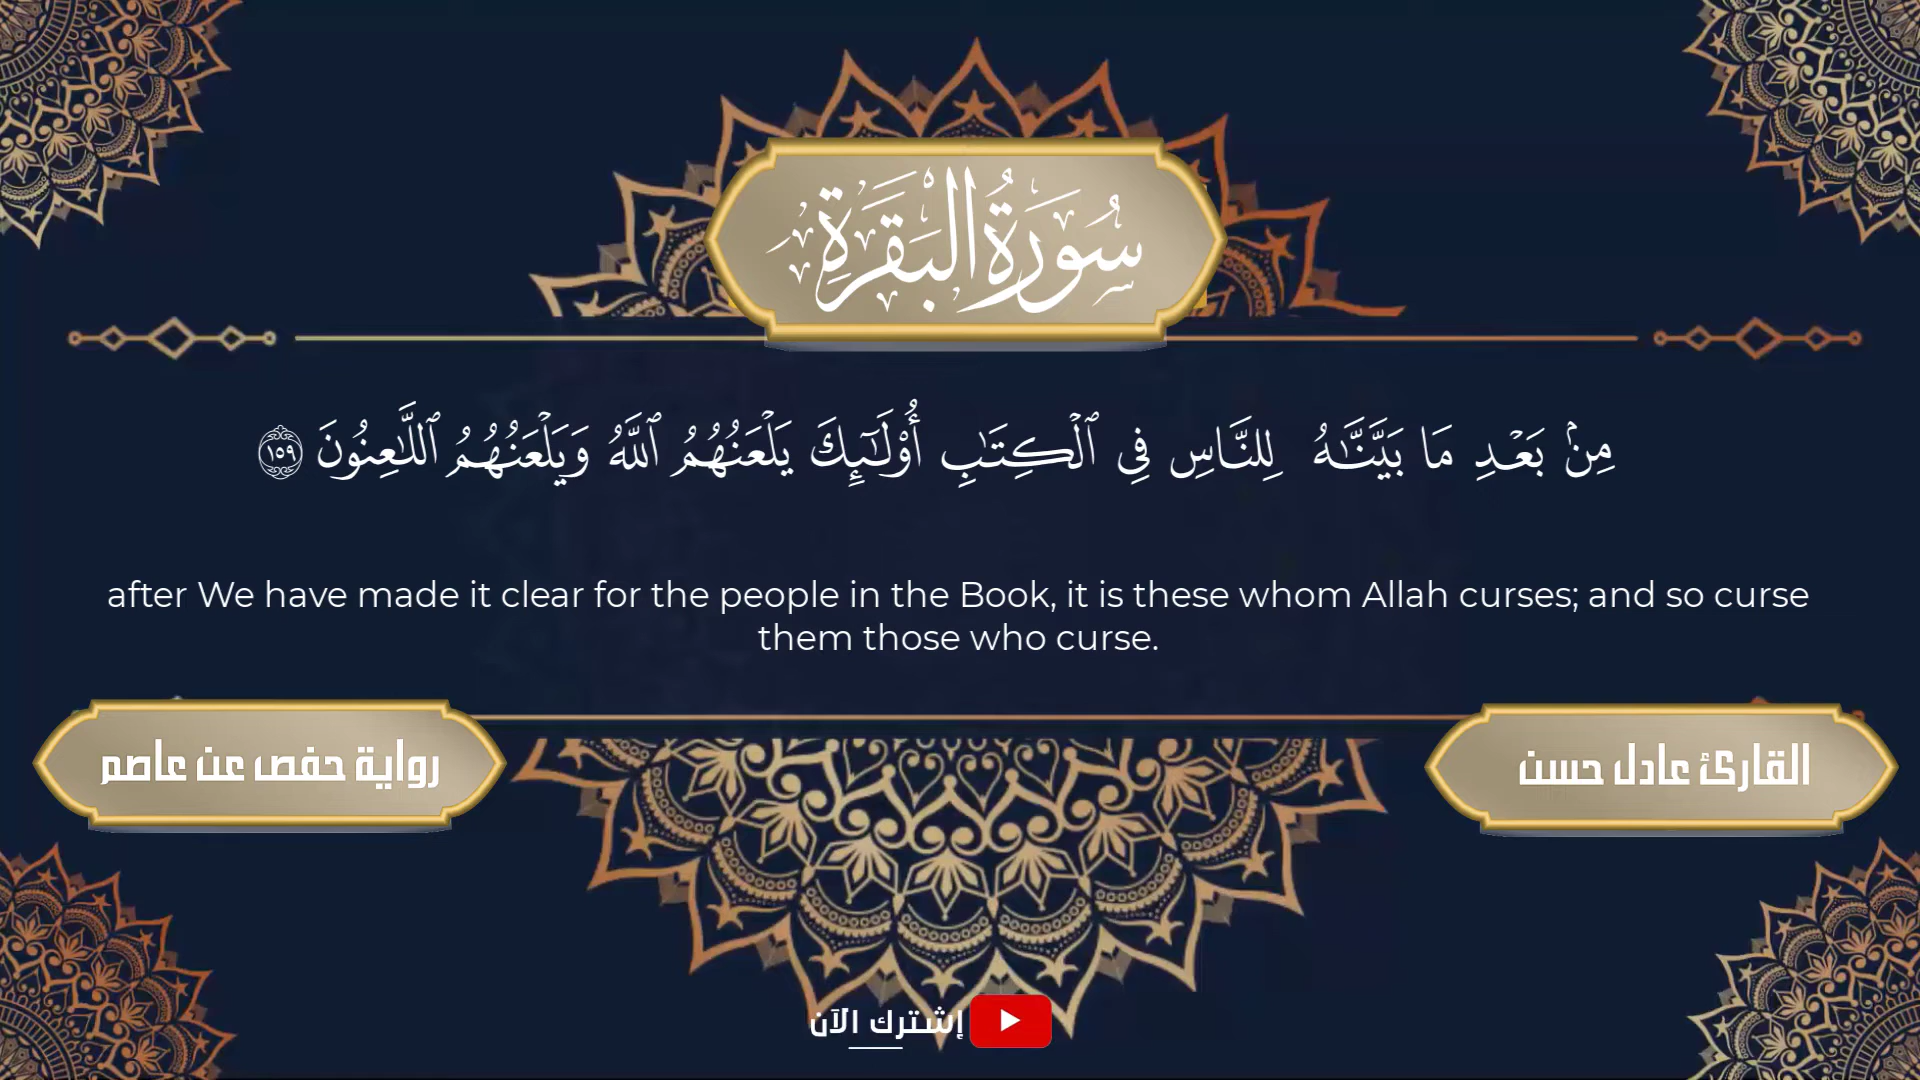 سُورَةُ البَقَرَةِ
مِنۢ بَعۡدِ مَا بَيَّنَّٰهُ لِلنَّاسِ فِي ٱلۡكِتَٰبِ أُوْلَٰٓئِكَ يَلۡعَنُهُمُ ٱللَّهُ وَيَلۡعَنُهُمُ ٱللَّٰعِنُونَ ١٥٩
after We have made it clear for the people in the Book, it is these whom Allah curses; and so curse
them those who curse.
القارئ عادل حسن
رواية حفص عن عاصم
إشترك الآن